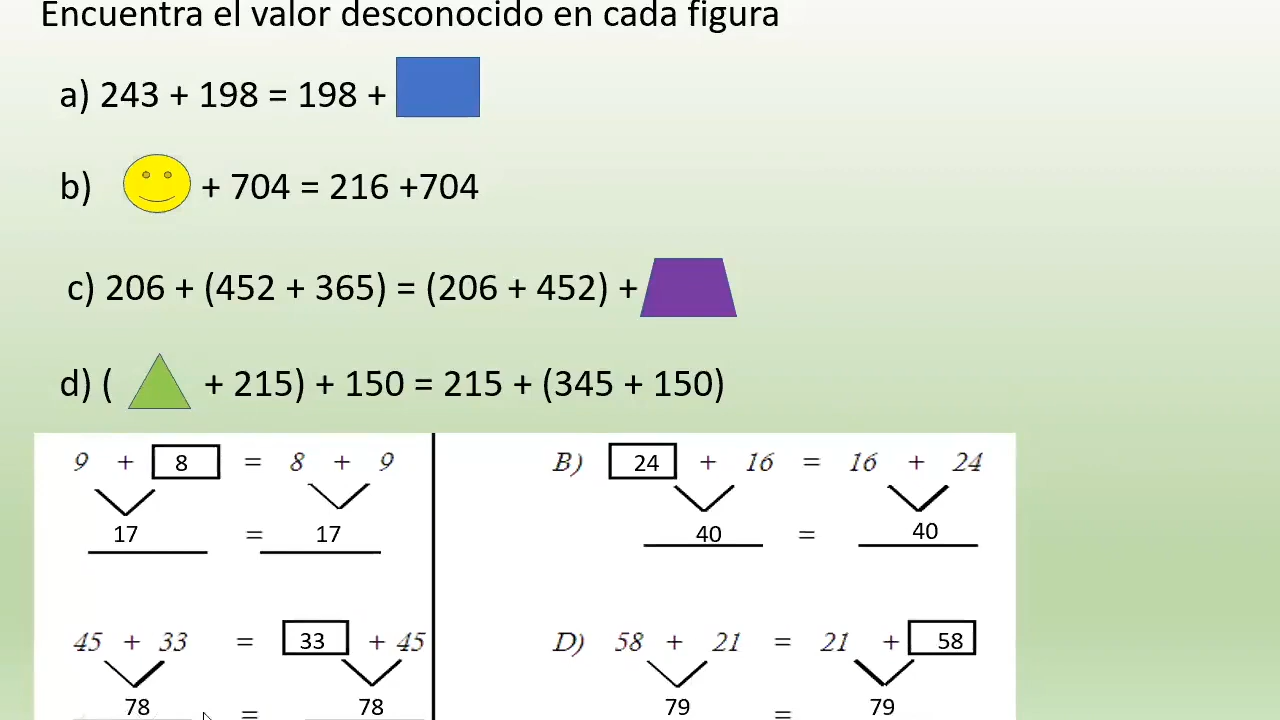 Encuentra el valor desconocido en cada figura
a) 243 + 198 = 198 +
b) + 704 = 216 +704
c) 206 + (452 + 365) = (206 + 452) +
d) ( + 215) + 150 = 215 + (345 + 150)
9 + 8 = 8 + 9
17 = 17
45 + 33 = 33 + 45
78 = 78
B) 24 + 16 = 16 + 24
40 = 40
D) 58 + 21 = 21 + 58
79 = 79